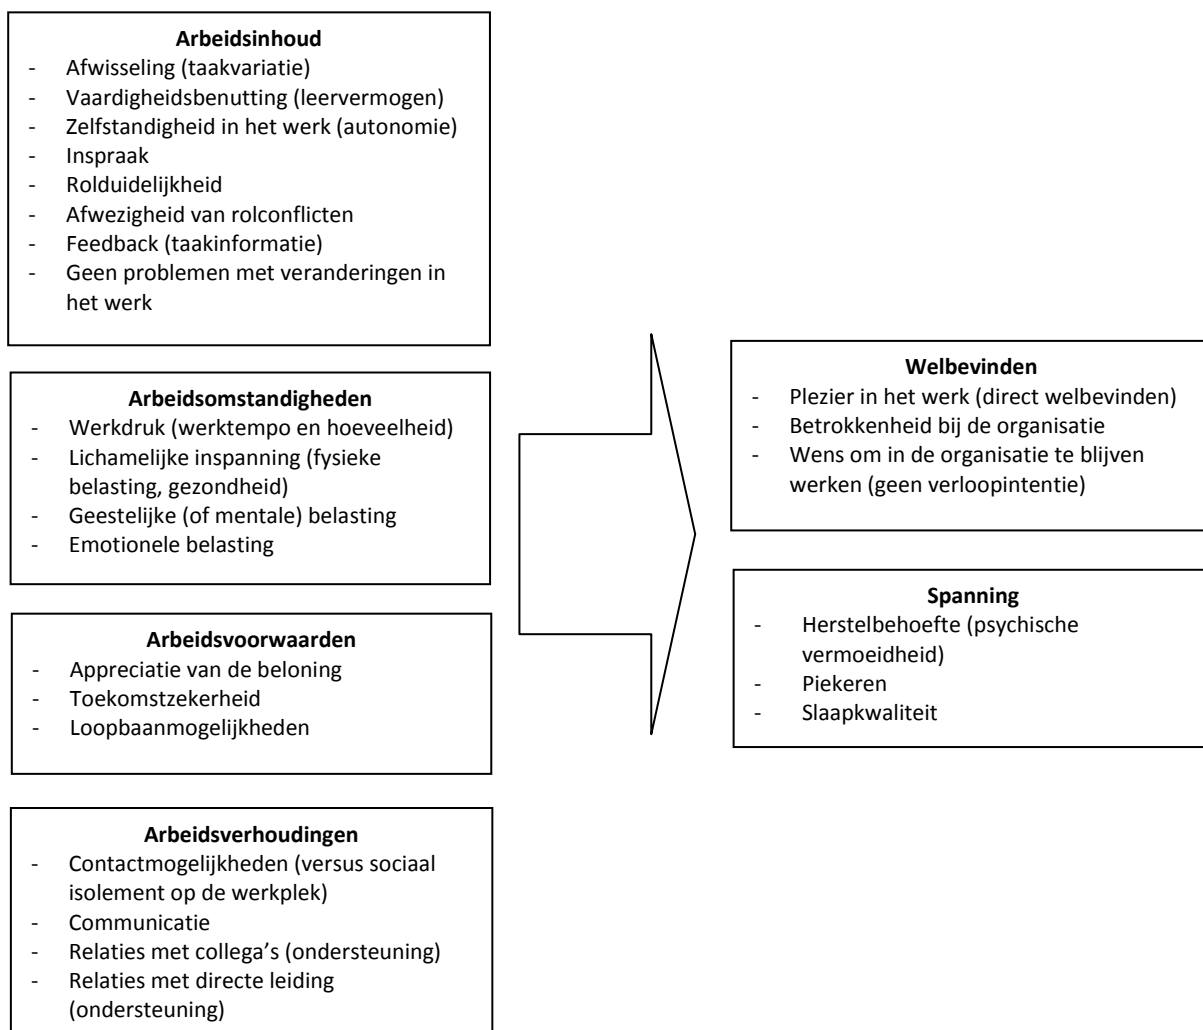 Arbeidsinhoud
- Afwisseling (taakvariatie)
- Vaardigheidsbenutting (leervermogen)
- Zelfstandigheid in het werk (autonomie)
- Inspraak
- Rolduidelijkheid
- Afwezigheid van rolconflicten
- Feedback (taakinformatie)
- Geen problemen met veranderingen in
het werk
Arbeidsomstandigheden
- Werkdruk (werktempo en hoeveelheid)
- Lichamelijke inspanning (fysieke
belasting, gezondheid)
- Geestelijke (of mentale) belasting
- Emotionele belasting
Arbeidsvoorwaarden
- Appreciatie van de beloning
- Toekomstzekerheid
- Loopbaanmogelijkheden
Arbeidsverhoudingen
- Contactmogelijkheden (versus sociaal
isolement op de werkplek)
- Communicatie
- Relaties met collega’s (ondersteuning)
- Relaties met directe leiding
(ondersteuning)
Welbevinden
- Plezier in het werk (direct welbevinden)
- Betrokkenheid bij de organisatie
- Wens om in de organisatie te blijven
werken (geen verloopintentie)
Spanning
- Herstelbehoefte (psychische
vermoeidheid)
- Piekeren
- Slaapkwaliteit